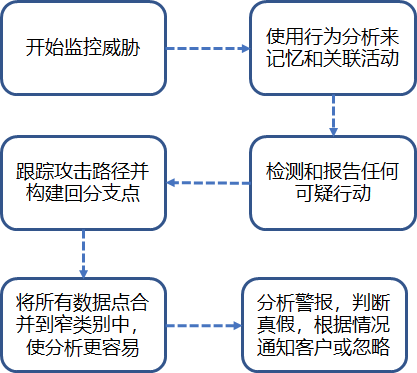 开始监控威胁
使用行为分析来
记忆和关联活动
检测和报告任何
可疑行动
跟踪攻击路径并
构建回分支点
将所有数据点合
并到窄类别中，
使分析更容易
分析警报，判断
真假，根据情况
通知客户或忽略